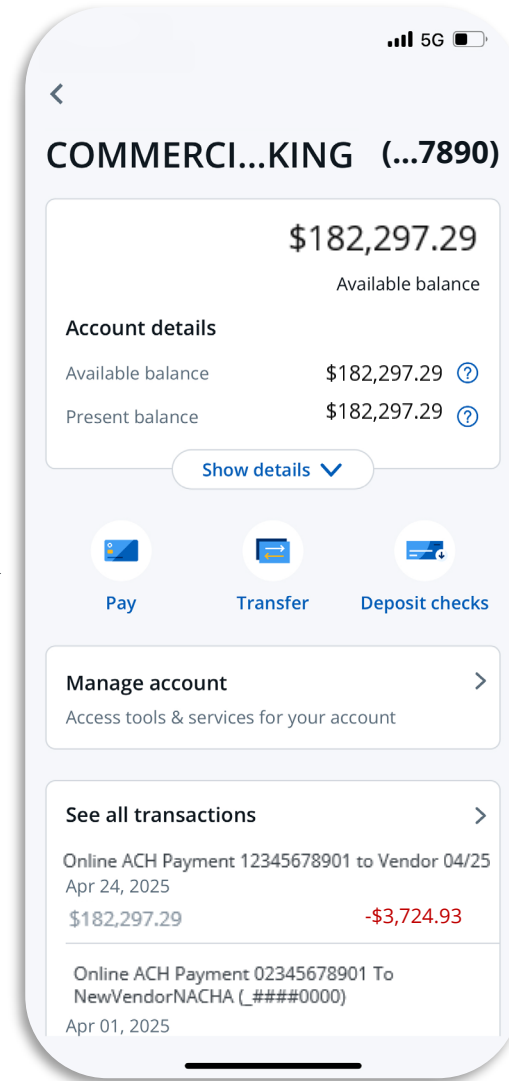 5G
COMMERCI...KING (...7890)
$182,297.29
Available balance
Account details
Available balance $182,297.29 ?
Present balance $182,297.29 ?
Show details
Pay Transfer Deposit checks
Manage account
Access tools & services for your account
See all transactions
Online ACH Payment 12345678901 to Vendor 04/25
Apr 24, 2025
$182,297.29 -$3,724.93
Online ACH Payment 02345678901 To
NewVendorNACHA (_####0000)
Apr 01, 2025